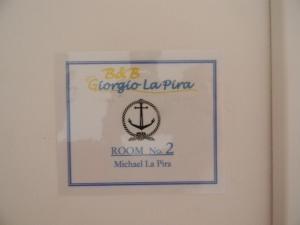 B&B
Giorgio La Pira
ROOM No. 2
Michael La Pira